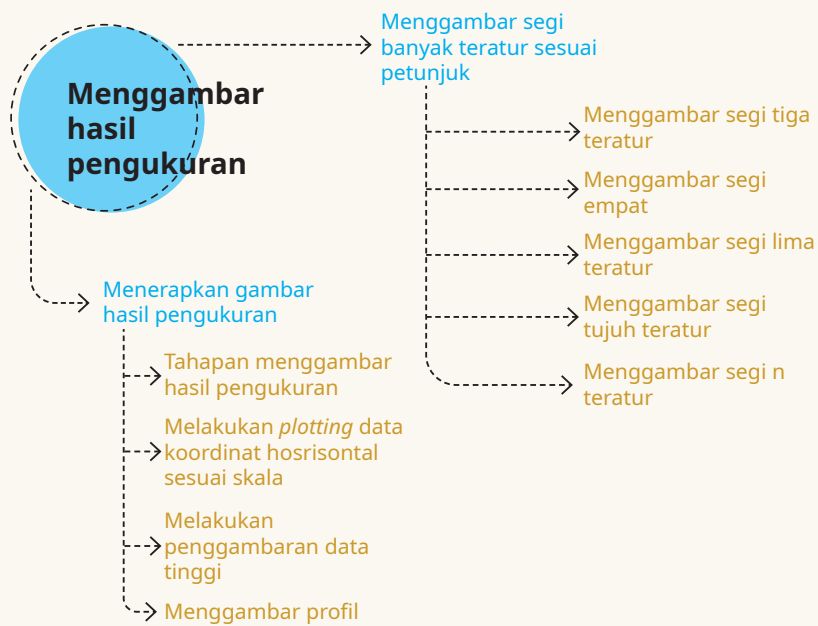 Menggambar
hasil
pengukuran
Menggambar segi
banyak teratur sesuai
petunjuk
Menggambar segi tiga
teratur
Menggambar segi
empat
Menggambar segi lima
teratur
Menggambar segi
tujuh teratur
Menggambar segi n
teratur
Menerapkan gambar
hasil pengukuran
Tahapan menggambar
hasil pengukuran
Melakukan plotting data
koordinat hosrisontal
sesuai skala
Melakukan
penggambaran data
tinggi
Menggambar profil